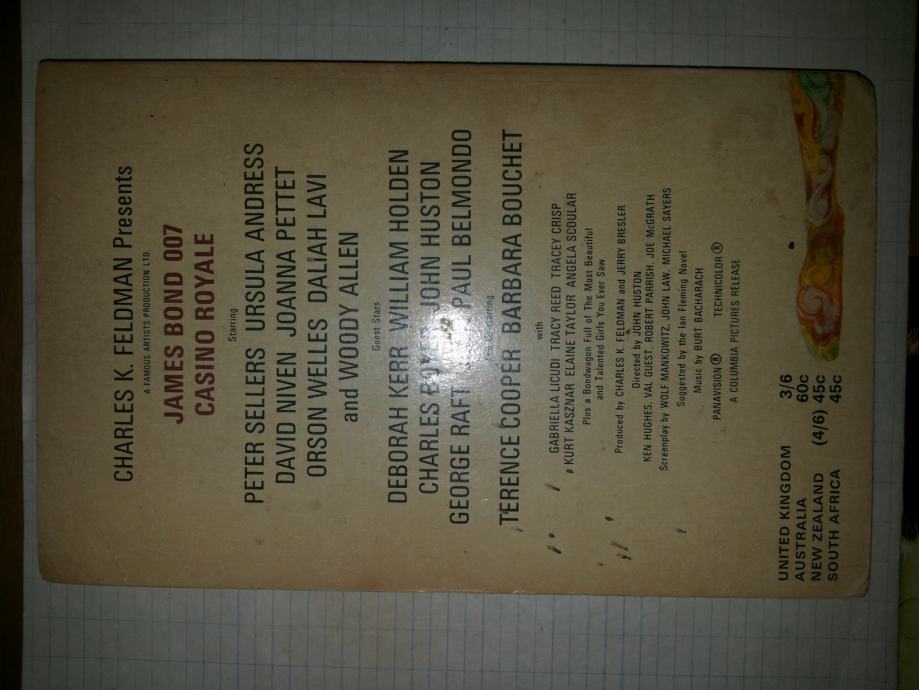 CHARLES K. FELDMAN Presents
A FAMOUS ARTISTS PRODUCTION LTD.
JAMES BOND 007
CASINO ROYALE
Starring
PETER SELLERS URSULA ANDRESS
DAVID NIVEN JOANNA PETTET
ORSON WELLES DALIAH LAVI
and WOODY ALLEN
Guest Stars
DEBORAH KERR WILLIAM HOLDEN
CHARLES JOHN HUSTON
GEORGE RAFT PAUL BELMONDO
TERENCE COOPER BARBARA BOUCHET
with
GABRIELLA LICUDI TRACY REED TRACEY CRISP
KURT KASZNAR ELAINE TAYLOR ANGELA SCOULAR
Plus a Bondwagon Full of The Most Beautiful
and Talented Girls You Ever Saw
Produced by CHARLES K. FELDMAN and JERRY BRESLER
Directed by JOHN HUSTON
KEN HUGHES, VAL GUEST, ROBERT PARRISH, JOE McGRATH
Screenplay by WOLF MANKOWITZ, JOHN LAW, MICHAEL SAYERS
Suggested by the Ian Fleming Novel
Music by BURT BACHARACH
PANAVISION® TECHNICOLOR®
A COLUMBIA PICTURES RELEASE
UNITED KINGDOM 3/6
AUSTRALIA 60c
NEW ZEALAND (4/6) 45c
SOUTH AFRICA 45c